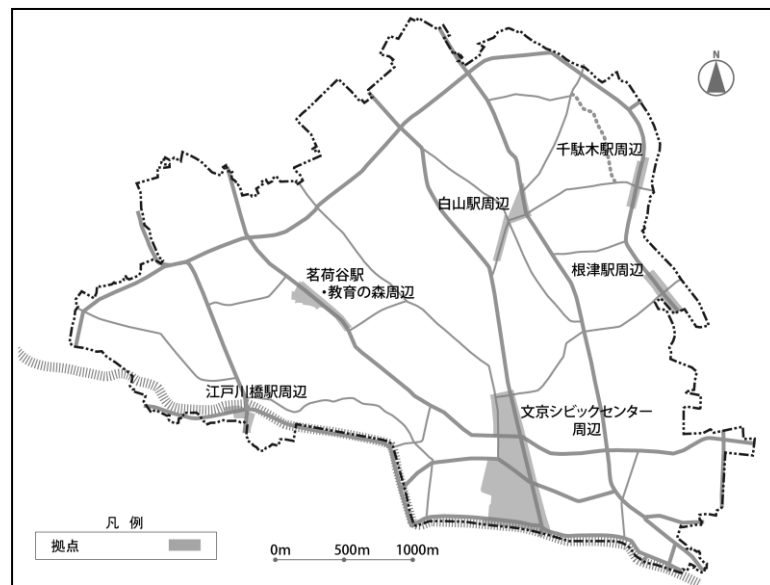 N
千駄木駅周辺
白山駅周辺
根津駅周辺
茗荷谷駅
・教育の森周辺
江戸川橋駅周辺
文京シビックセンター
周辺
凡 例
拠点
0m 500m 1000m